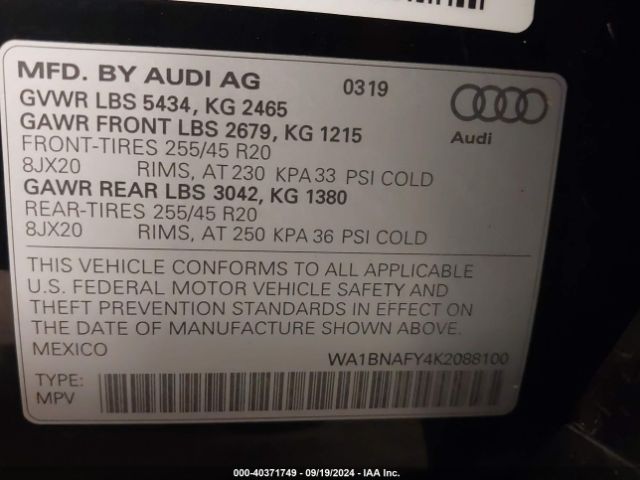 MFD. BY AUDI AG 0319
GVWR LBS 5434, KG 2465
GAWR FRONT LBS 2679, KG 1215
Audi
FRONT-TIRES 255/45 R20
8JX20 RIMS, AT 230 KPA 33 PSI COLD
GAWR REAR LBS 3042, KG 1380
REAR-TIRES 255/45 R20
8JX20 RIMS, AT 250 KPA 36 PSI COLD
THIS VEHICLE CONFORMS TO ALL APPLICABLE
U.S. FEDERAL MOTOR VEHICLE SAFETY AND
THEFT PREVENTION STANDARDS IN EFFECT ON
THE DATE OF MANUFACTURE SHOWN ABOVE.
MEXICO WA1BNAFY4K2088100
TYPE:
MPV
000-40371749 - 09/19/2024 - IAA Inc.